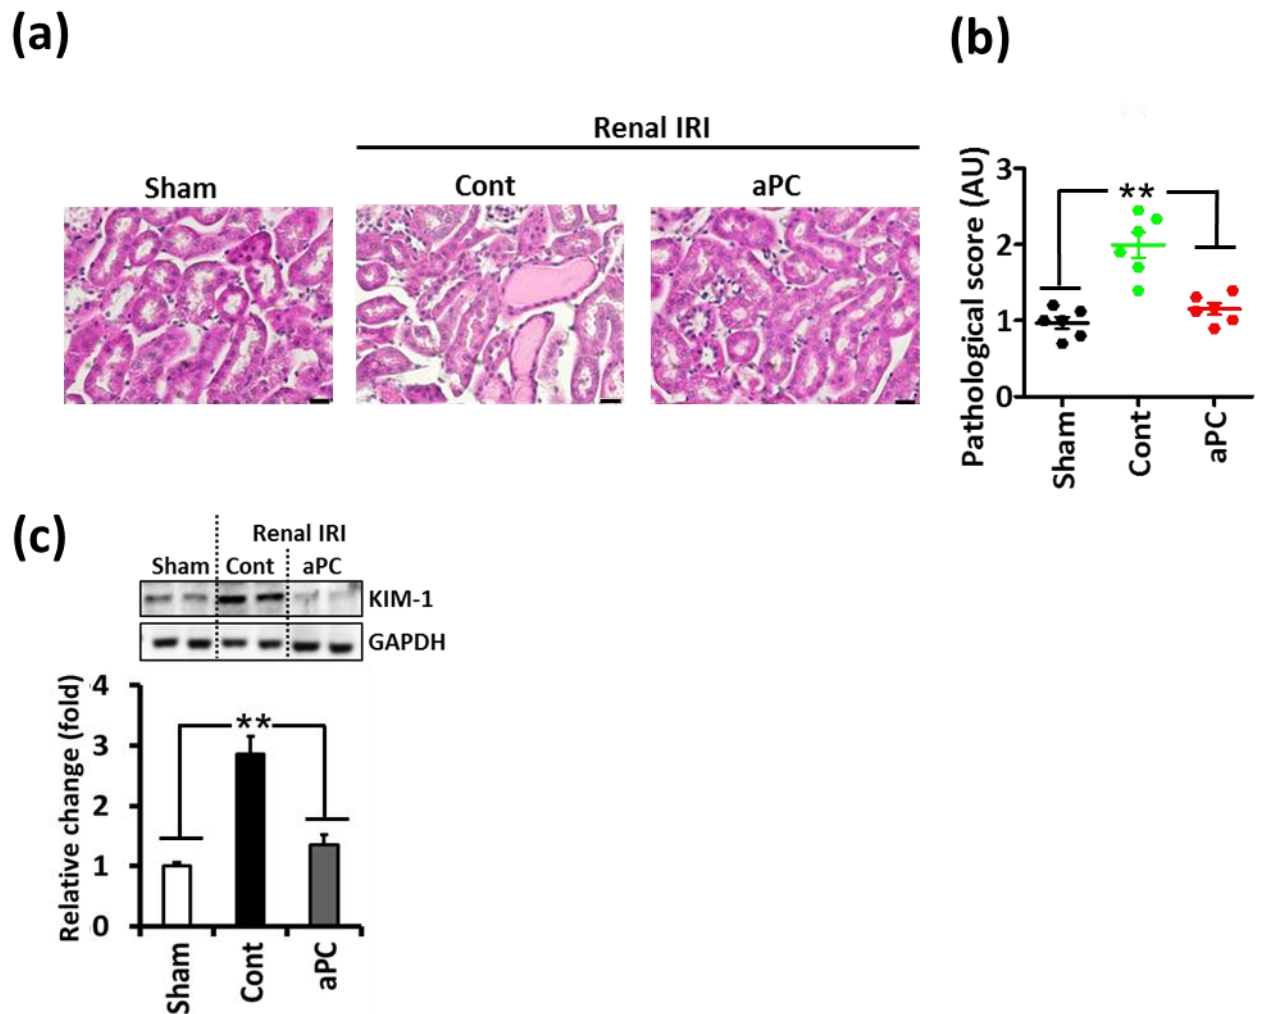 (a)
Renal IRI
Sham
Cont
aPC
(b)
Pathological score (AU)
3
2
1
0
**
Sham
Cont
aPC
(c)
Renal IRI
Sham
Cont
aPC
KIM-1
GAPDH
Relative change (fold)
4
3
2
1
0
**
Sham
Cont
aPC